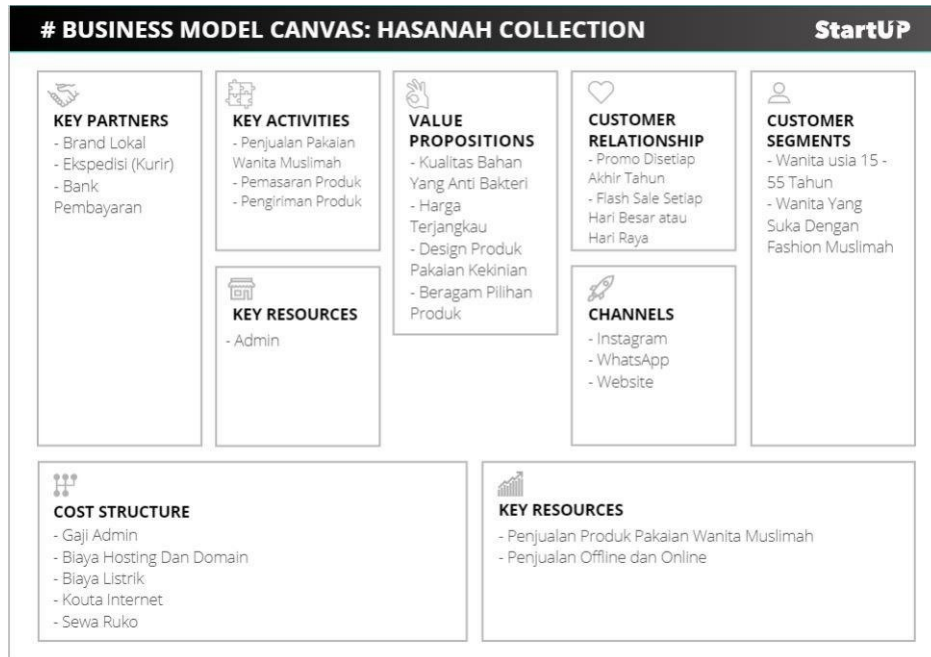 # BUSINESS MODEL CANVAS: HASANAH COLLECTION
StartUP
KEY PARTNERS
- Brand Lokal
- Ekspedisi (Kurir)
- Bank
Pembayaran
KEY ACTIVITIES
- Penjualan Pakaian
Wanita Muslimah
- Pemasaran Produk
- Pengiriman Produk
KEY RESOURCES
- Admin
VALUE
PROPOSITIONS
- Kualitas Bahan
Yang Anti Bakteri
- Harga
Terjangkau
- Design Produk
Pakaian Kekinian
- Beragam Pilihan
Produk
CUSTOMER
RELATIONSHIP
- Promo Disetiap
Akhir Tahun
- Flash Sale Setiap
Hari Besar atau
Hari Raya
CHANNELS
- Instagram
- WhatsApp
- Website
CUSTOMER
SEGMENTS
- Wanita usia 15 -
55 Tahun
- Wanita Yang
Suka Dengan
Fashion Muslimah
COST STRUCTURE
- Gaji Admin
- Biaya Hosting Dan Domain
- Biaya Listrik
- Kouta Internet
- Sewa Ruko
KEY RESOURCES
- Penjualan Produk Pakaian Wanita Muslimah
- Penjualan Offline dan Online